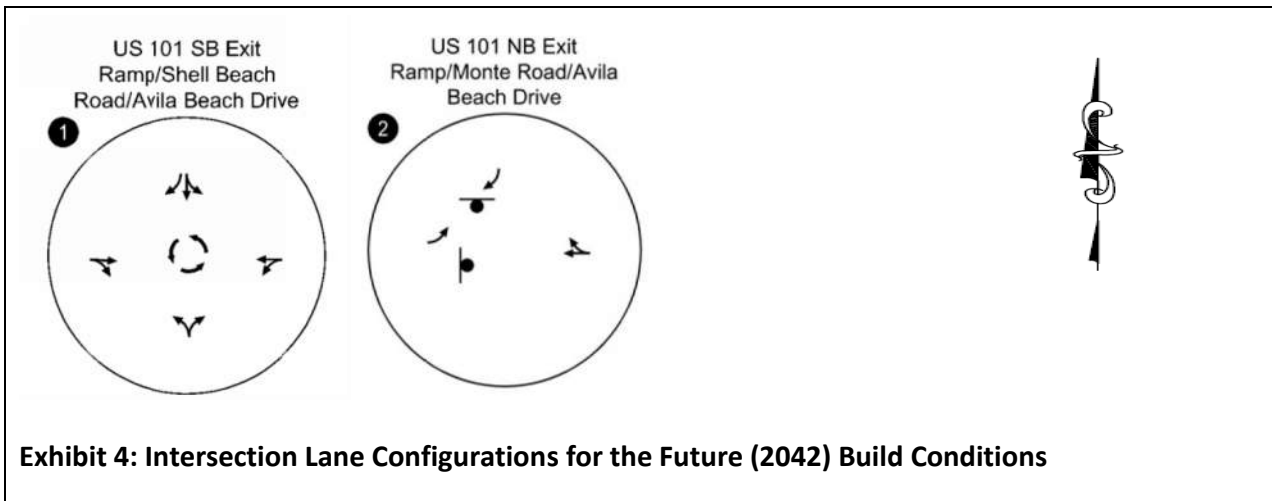 US 101 SB Exit
Ramp/Shell Beach
Road/Avila Beach Drive
1
US 101 NB Exit
Ramp/Monte Road/Avila
Beach Drive
2
Exhibit 4: Intersection Lane Configurations for the Future (2042) Build Conditions